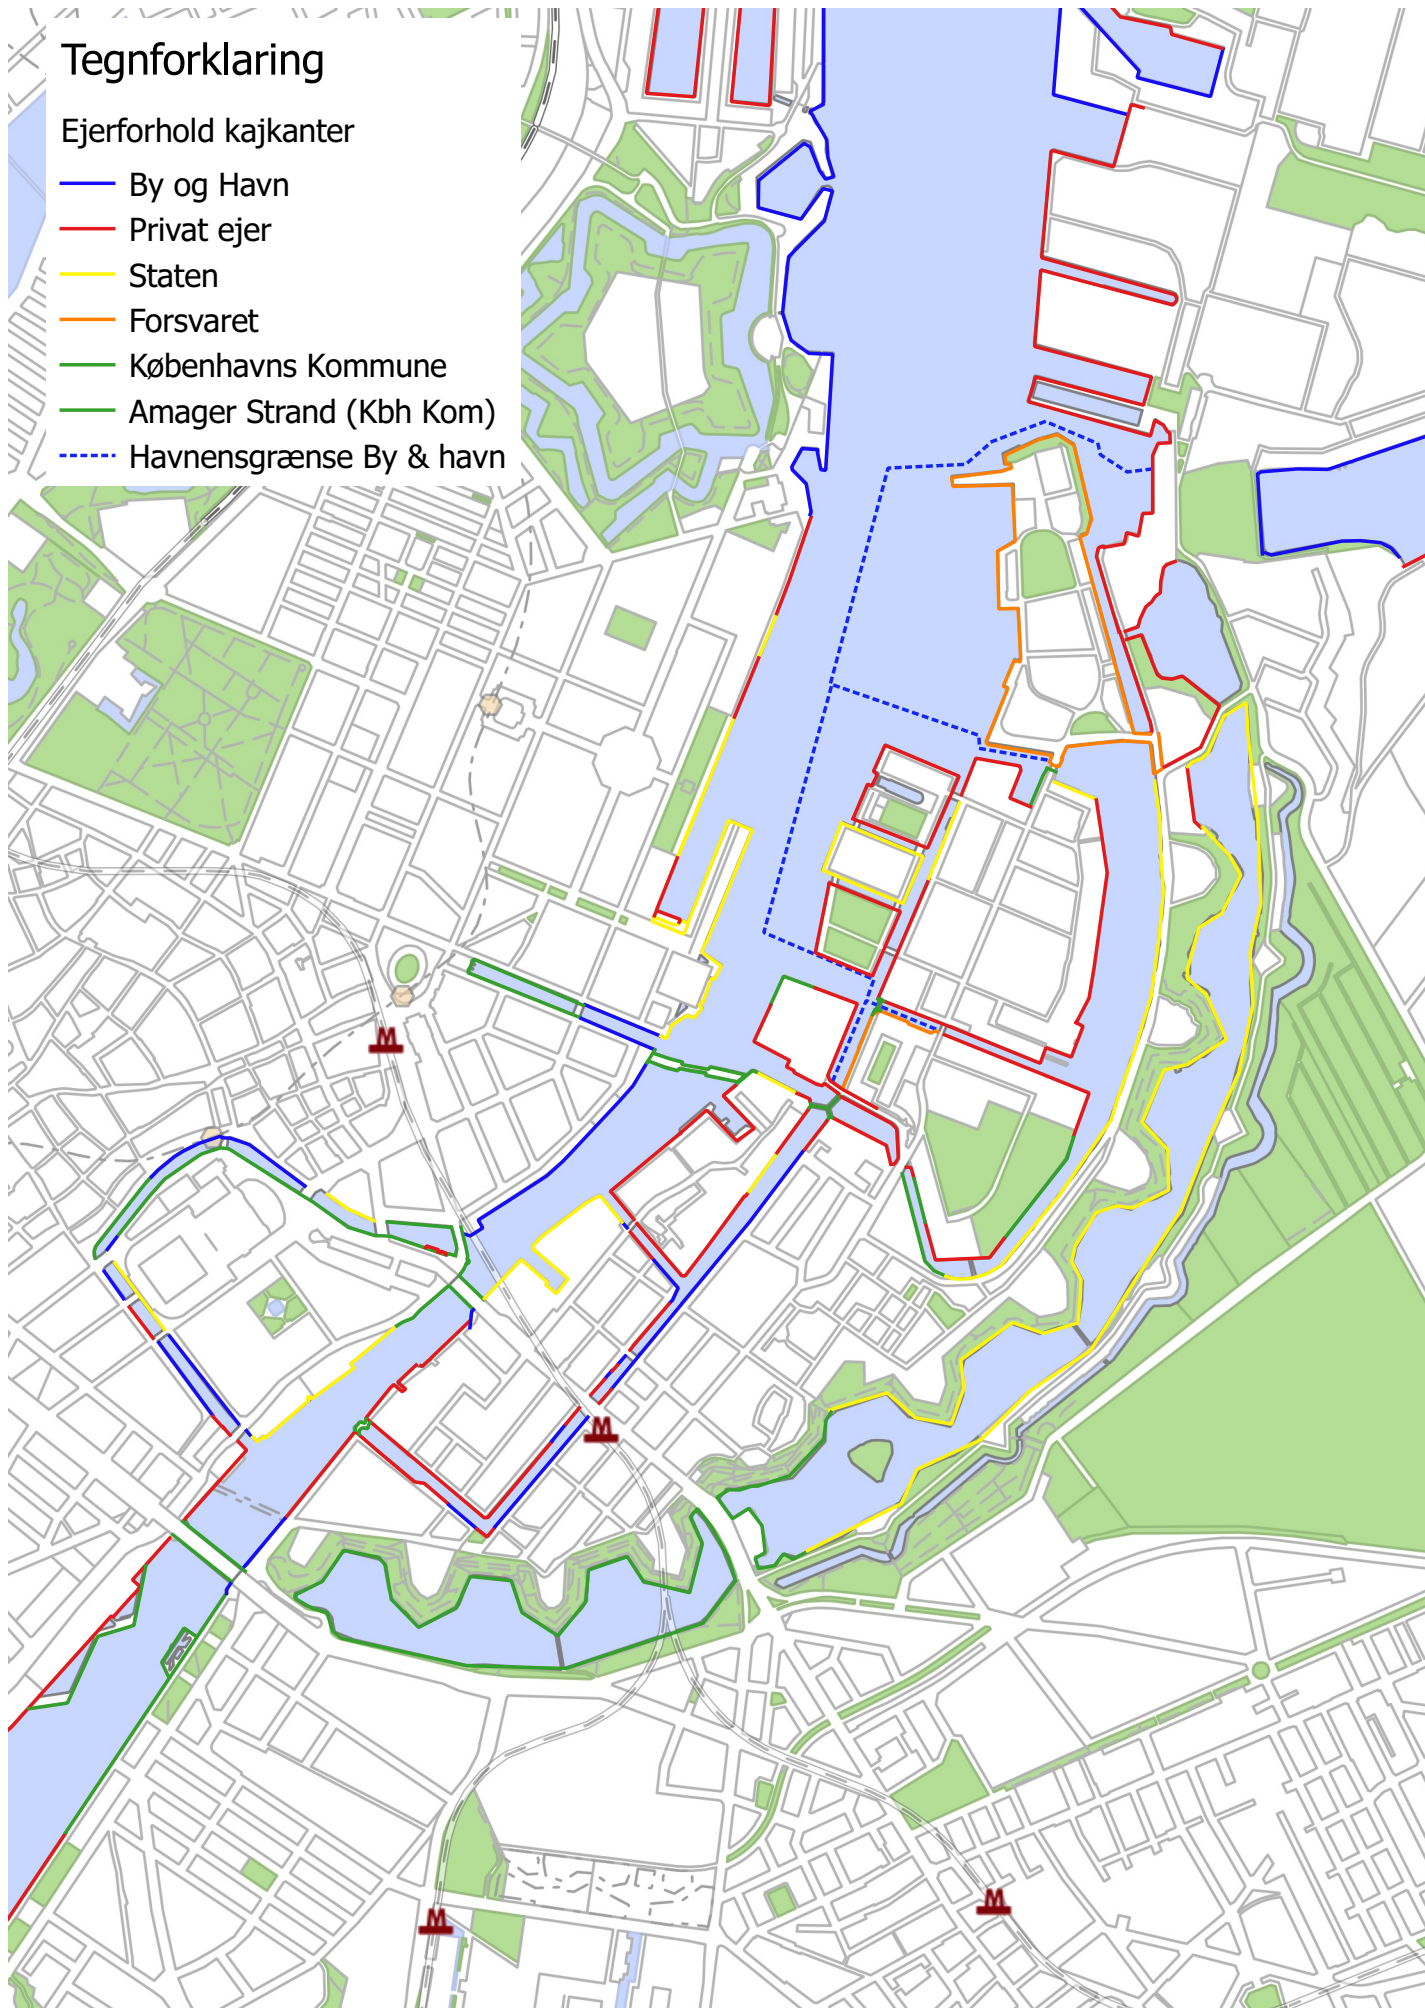 Tegnforklaring
Ejerforhold kajkanter
By og Havn
Privat ejer
Staten
Forsvaret
Københavns Kommune
Amager Strand (Kbh Kom)
Havnensgrænse By & havn
M
M
M
M